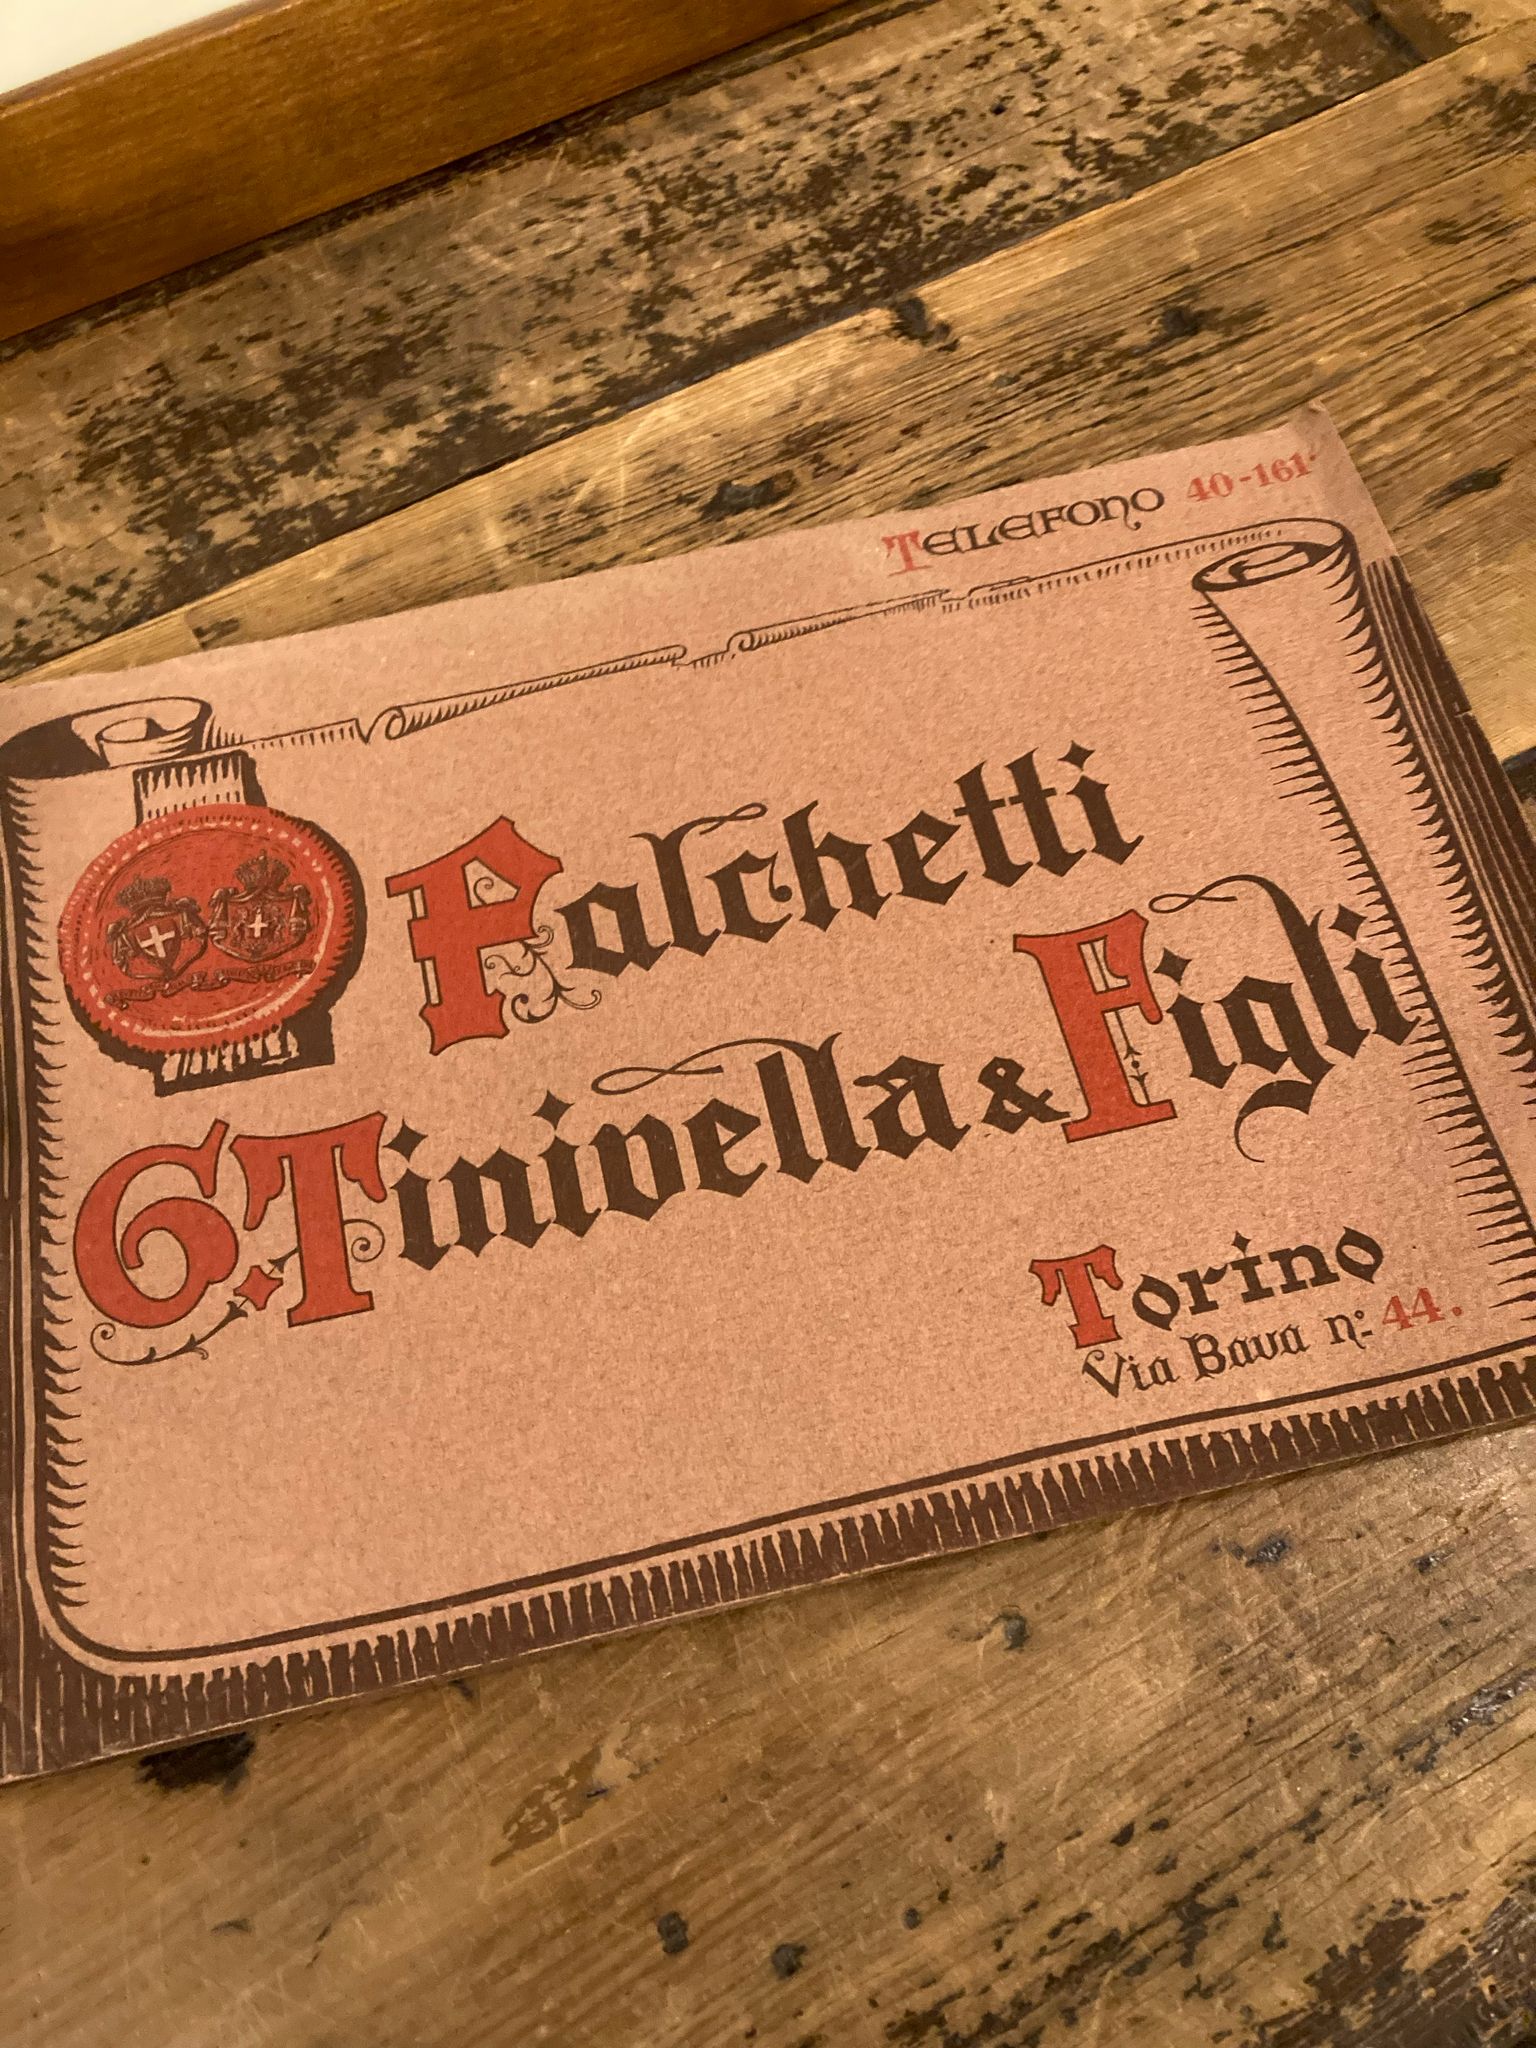 Telefono 40-161
Palchetti
G. Tinivella & Figli
Torino
Via Bava n:º 44.